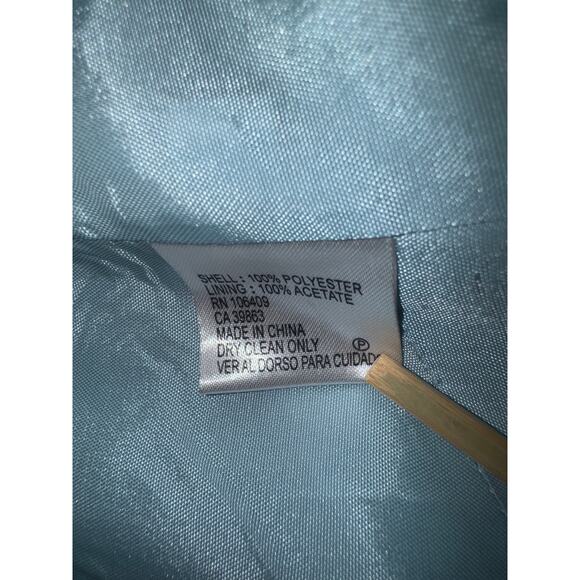 SHELL : 100% POLYESTER
LINING : 100% ACETATE
RN 106409
CA 39863
MADE IN CHINA
DRY CLEAN ONLY P
VER AL DORSO PARA CUIDADO